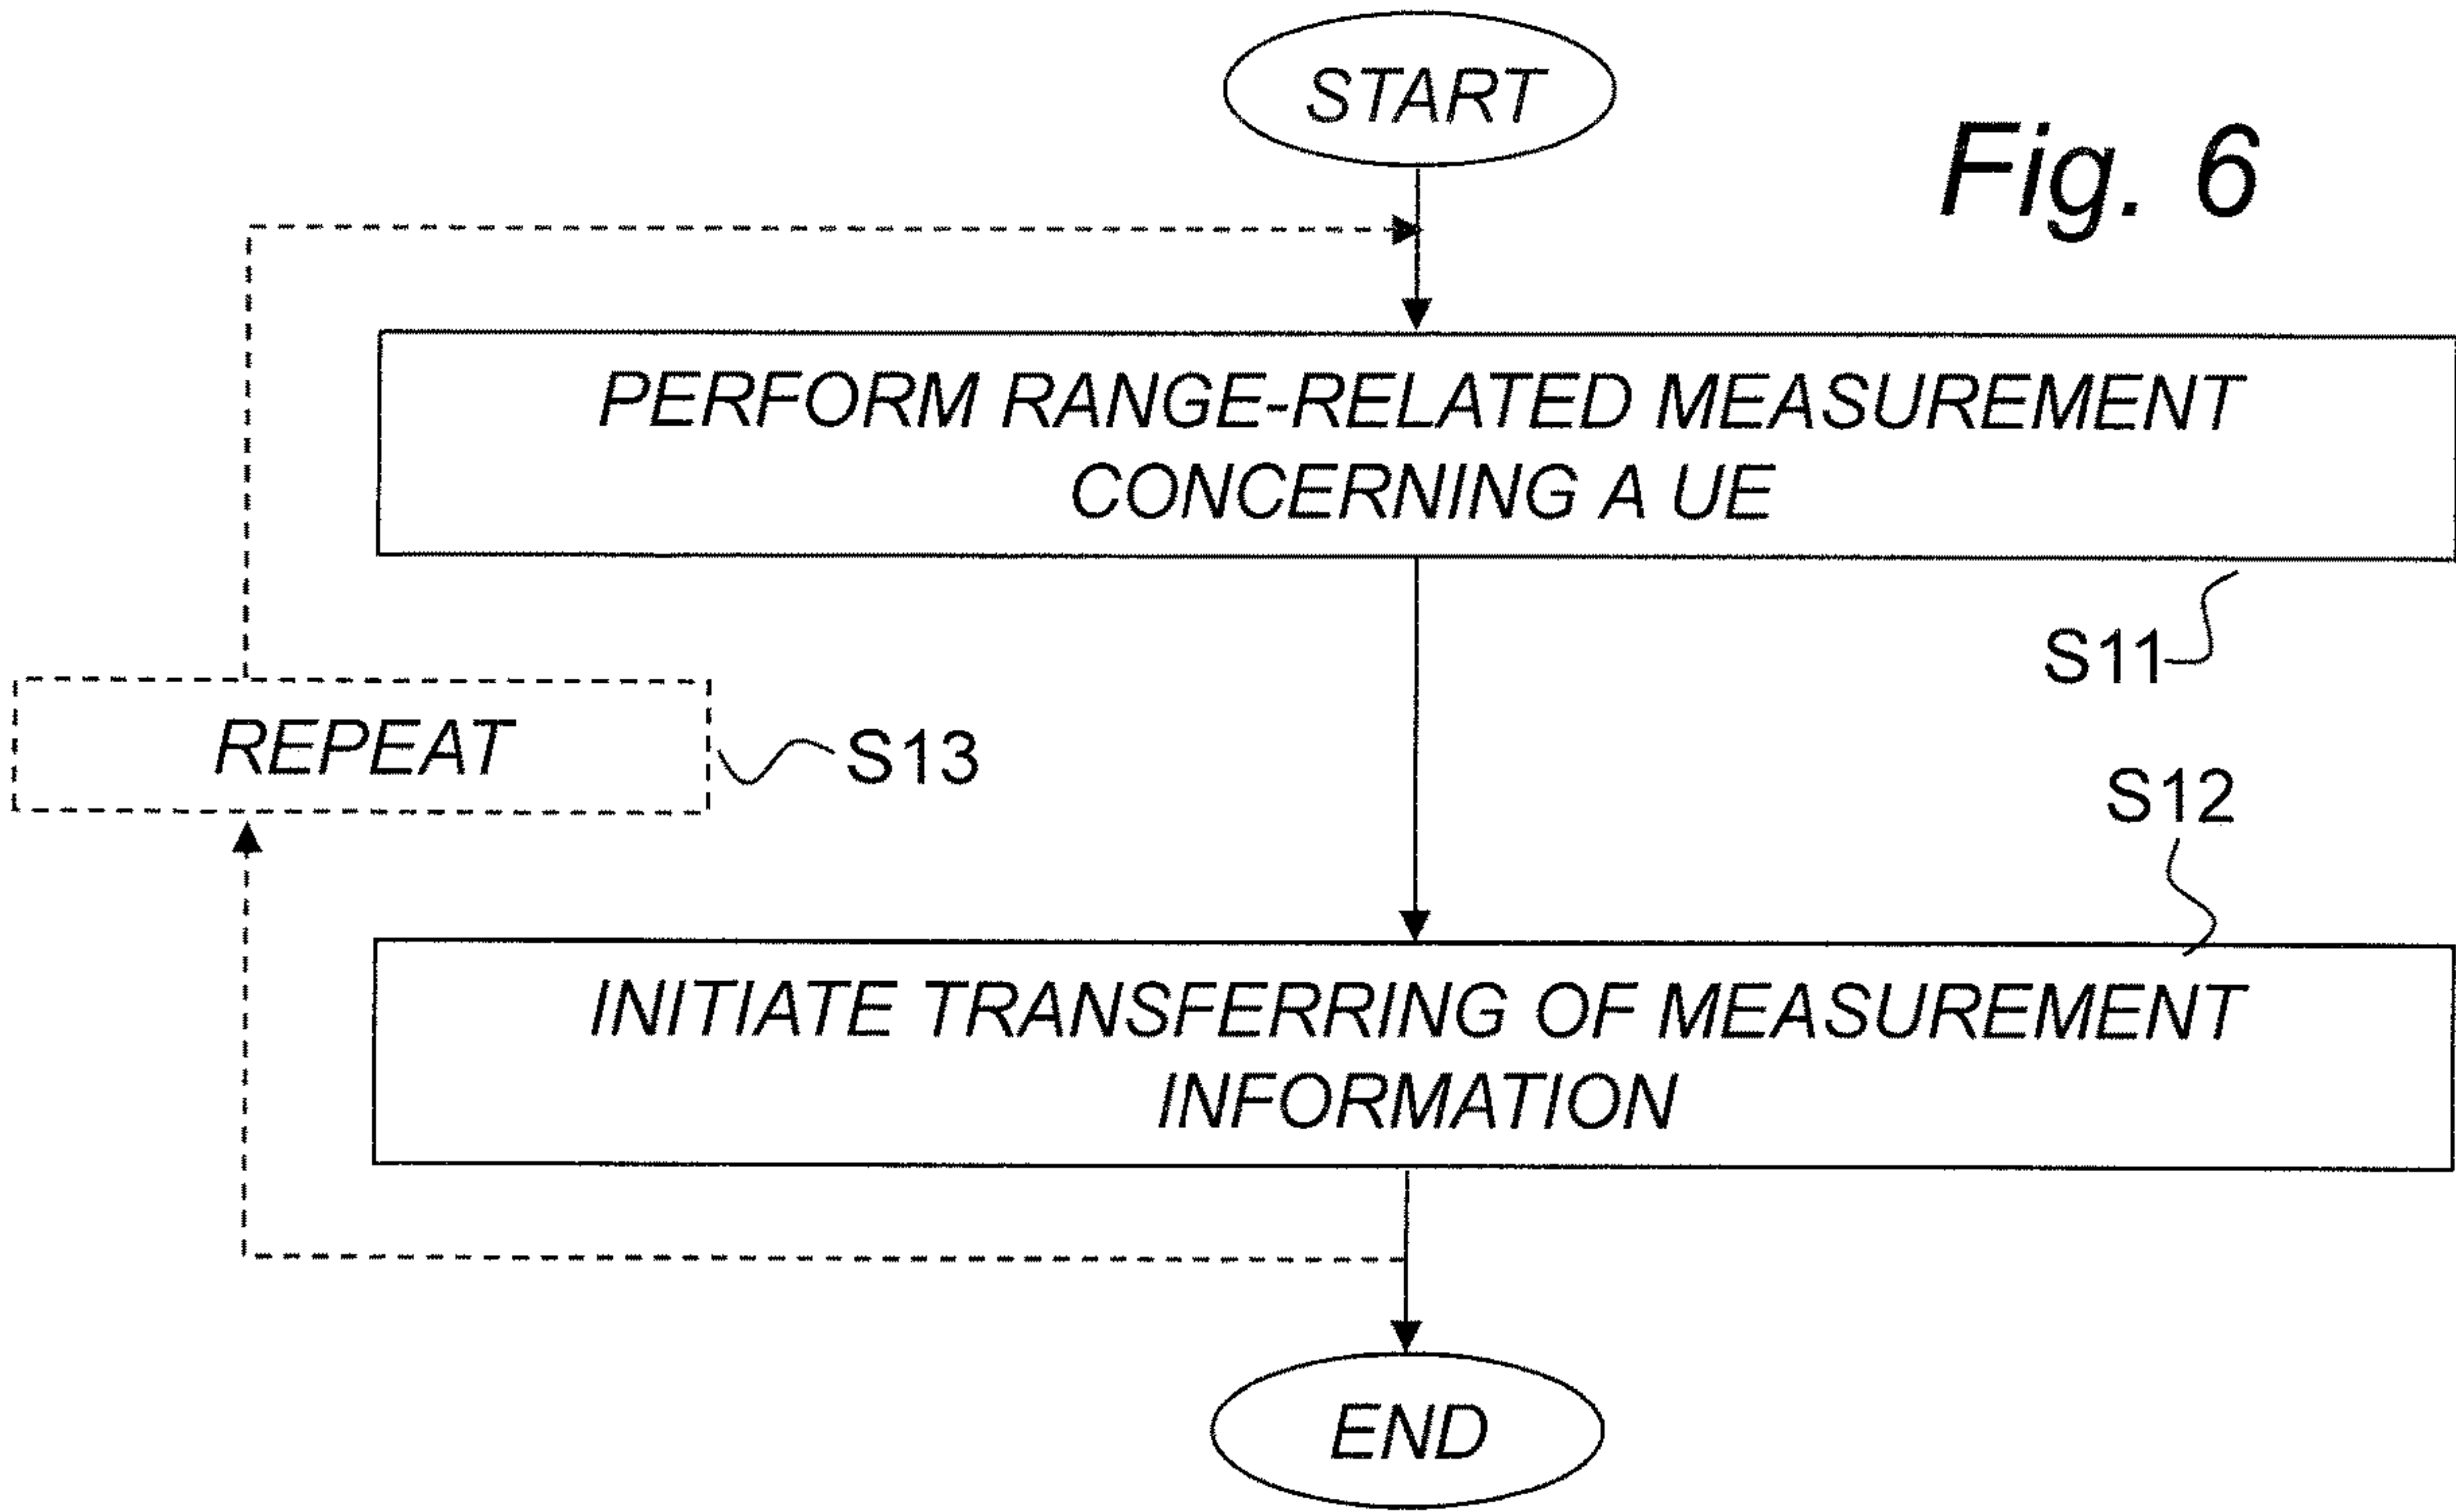 START
Fig. 6
PERFORM RANGE-RELATED MEASUREMENT
CONCERNING A UE
S11
REPEAT
S13
S12
INITIATE TRANSFERRING OF MEASUREMENT
INFORMATION
END